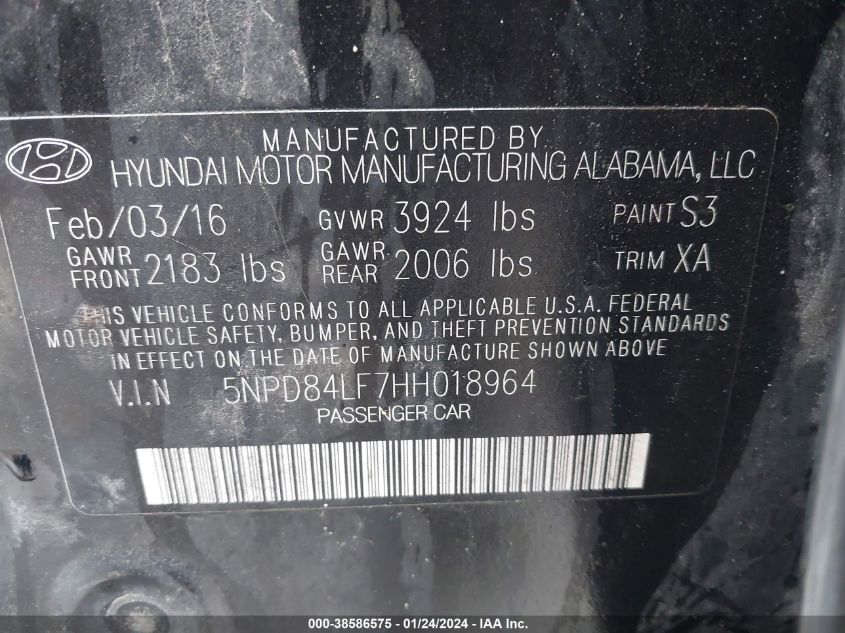 MANUFACTURED BY
HYUNDAI MOTOR MANUFACTURING ALABAMA, LLC
Feb/03/16 GVWR 3924 lbs PAINT S3
GAWR FRONT 2183 lbs GAWR REAR 2006 lbs TRIM XA
THIS VEHICLE CONFORMS TO ALL APPLICABLE U.S.A. FEDERAL
MOTOR VEHICLE SAFETY, BUMPER, AND THEFT PREVENTION STANDARDS
IN EFFECT ON THE DATE OF MANUFACTURE SHOWN ABOVE
V.I.N 5NPD84LF7HH018964
PASSENGER CAR
000-38586575 - 01/24/2024 - IAA Inc.